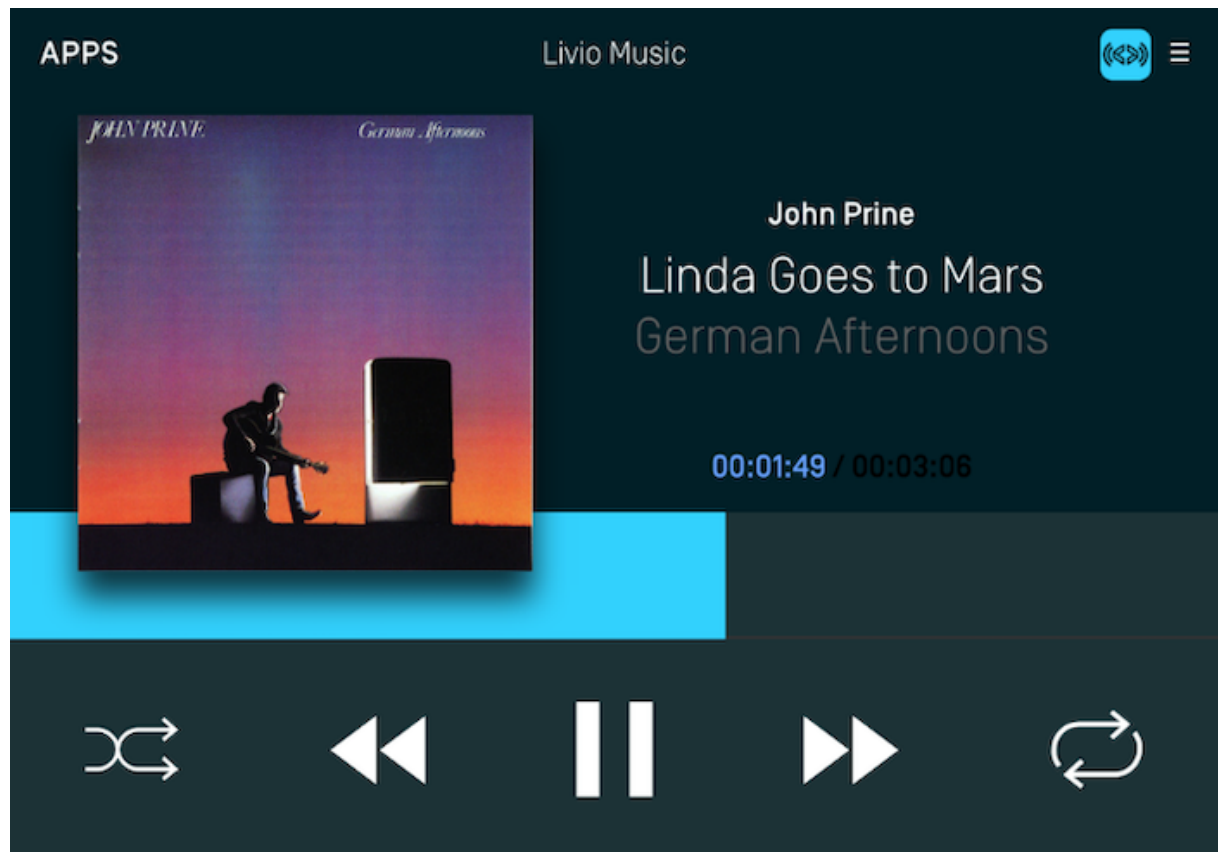 APPS
Livio Music
JOHN PRINE
German Afternoons
John Prine
Linda Goes to Mars
German Afternoons
00:01:49 / 00:03:06